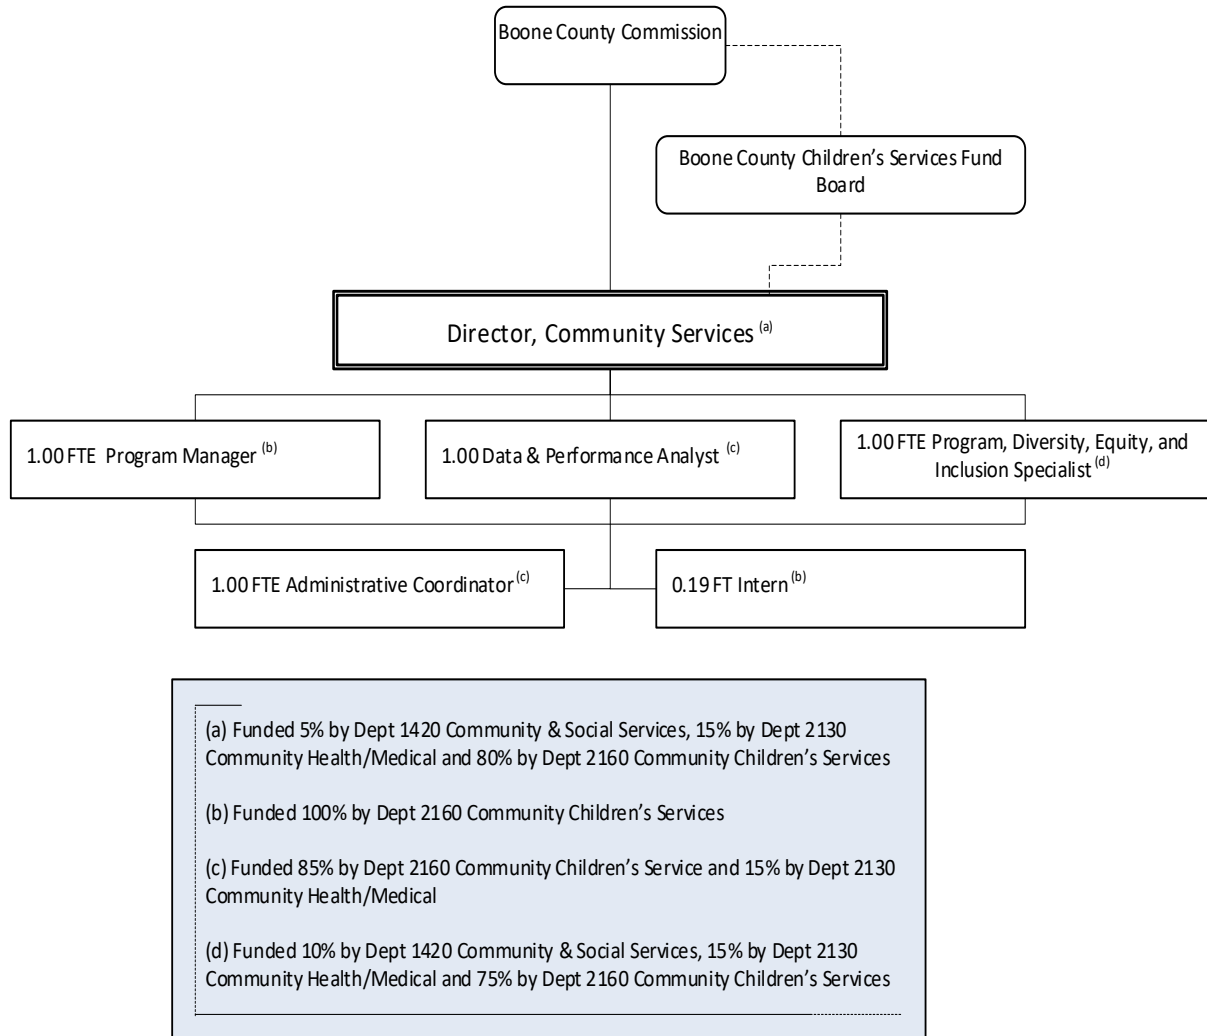 Boone County Commission
Boone County Children's Services Fund
Board
Director, Community Services (a)
1.00 FTE Program Manager (b)
1.00 Data & Performance Analyst (c)
1.00 FTE Program, Diversity, Equity, and
Inclusion Specialist (d)
1.00 FTE Administrative Coordinator (c)
0.19 FT Intern (b)
(a) Funded 5% by Dept 1420 Community & Social Services, 15% by Dept 2130
Community Health/Medical and 80% by Dept 2160 Community Children's Services
(b) Funded 100% by Dept 2160 Community Children's Services
(c) Funded 85% by Dept 2160 Community Children's Service and 15% by Dept 2130
Community Health/Medical
(d) Funded 10% by Dept 1420 Community & Social Services, 15% by Dept 2130
Community Health/Medical and 75% by Dept 2160 Community Children's Services